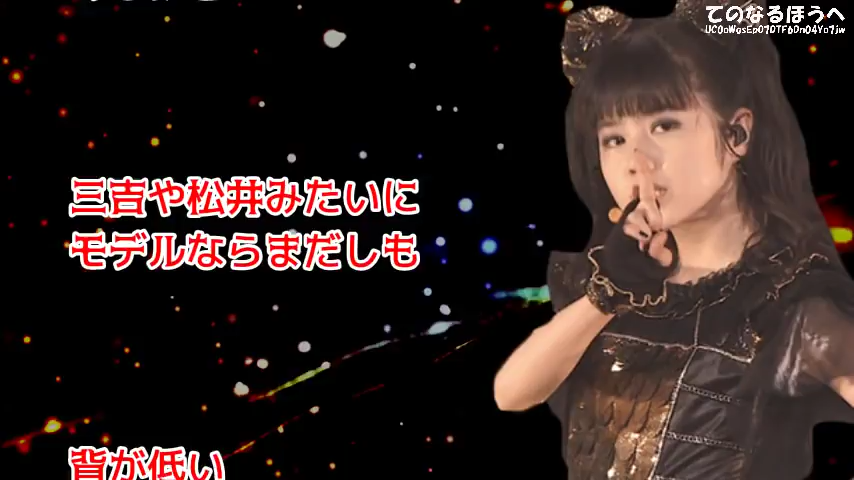 てのなるほうへ
三吉や松井みたいに
モデルならまだしも
背が低い